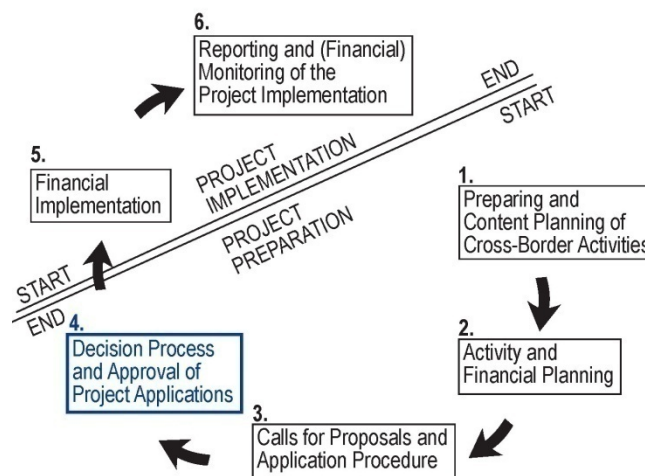 6.
Reporting and (Financial)
Monitoring of the
Project Implementation
END
START
5.
Financial
Implementation
PROJECT
IMPLEMENTATION
PROJECT
PREPARATION
1.
Preparing and
Content Planning of
Cross-Border Activities
START
END
4.
Decision Process
and Approval of
Project Applications
2.
Activity and
Financial Planning
3.
Calls for Proposals and
Application Procedure